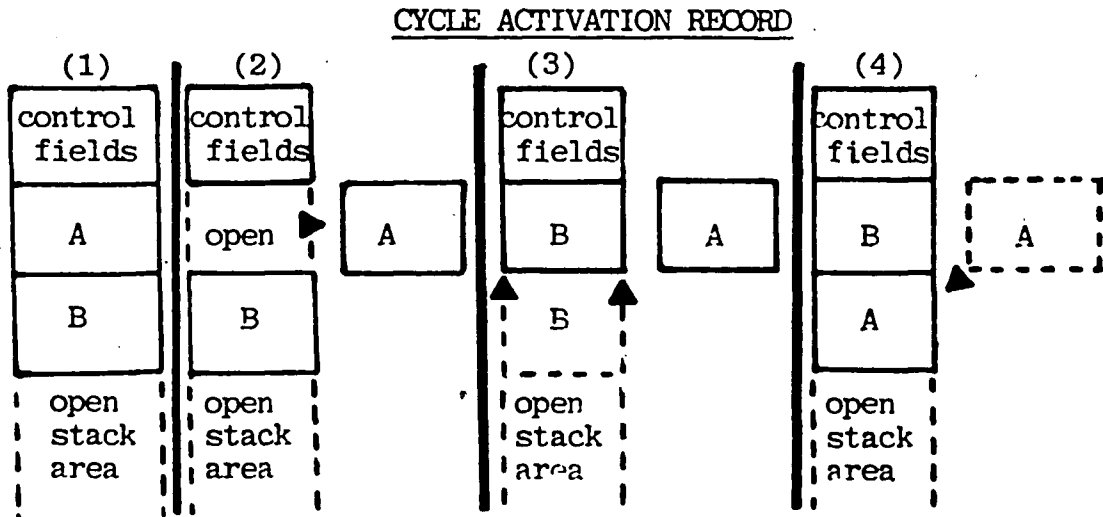 CYCLE ACTIVATION RECORD
(1)
control
fields
A
B
open
stack
area
(2)
control
fields
open
A
B
open
stack
area
(3)
control
fields
B
A
B
open
stack
area
(4)
control
fields
B
A
A
open
stack
area